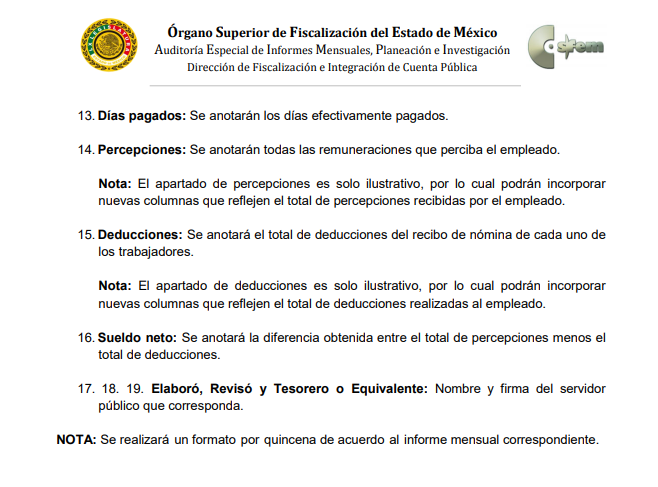 Órgano Superior de Fiscalización del Estado de México
Auditoría Especial de Informes Mensuales, Planeación e Investigación
Dirección de Fiscalización e Integración de Cuenta Pública
osfem
13. Días pagados: Se anotarán los días efectivamente pagados.
14. Percepciones: Se anotarán todas las remuneraciones que perciba el empleado.
Nota: El apartado de percepciones es solo ilustrativo, por lo cual podrán incorporar
nuevas columnas que reflejen el total de percepciones recibidas por el empleado.
15. Deducciones: Se anotará el total de deducciones del recibo de nómina de cada uno de
los trabajadores.
Nota: El apartado de deducciones es solo ilustrativo, por lo cual podrán incorporar
nuevas columnas que reflejen el total de deducciones realizadas al empleado.
16. Sueldo neto: Se anotará la diferencia obtenida entre el total de percepciones menos el
total de deducciones.
17. 18. 19. Elaboró, Revisó y Tesorero o Equivalente: Nombre y firma del servidor
público que corresponda.
NOTA: Se realizará un formato por quincena de acuerdo al informe mensual correspondiente.